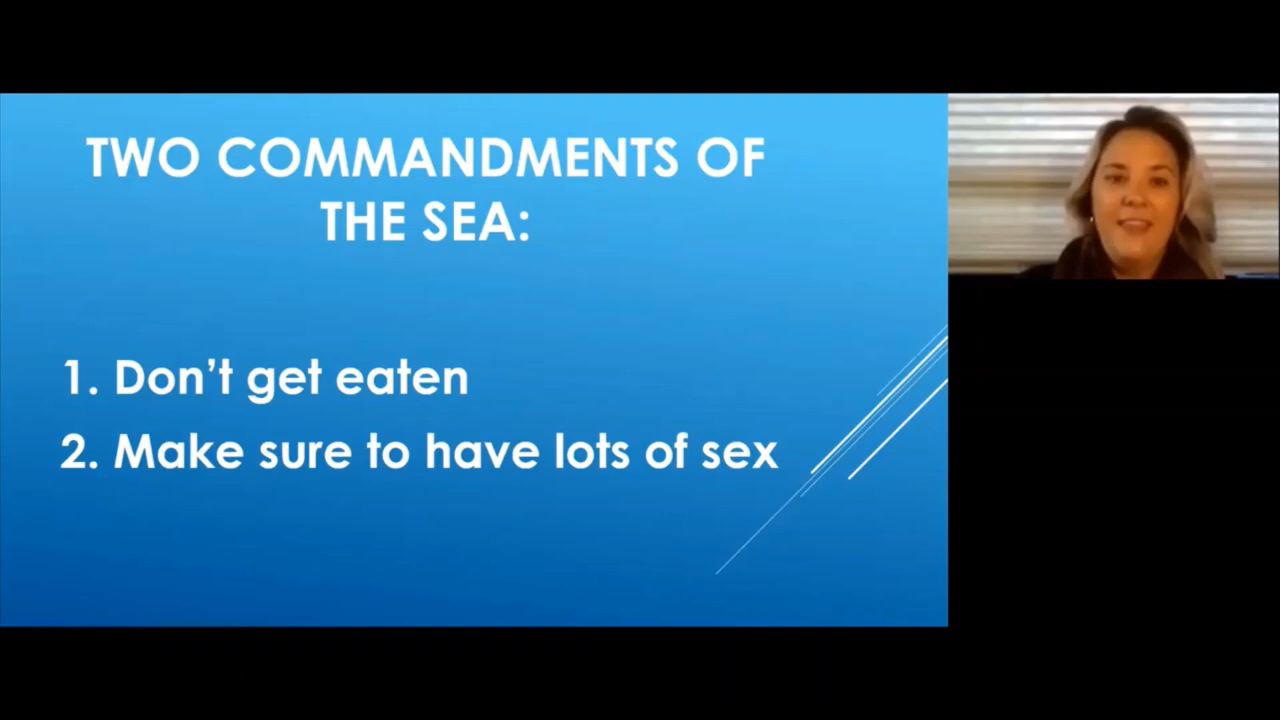 TWO COMMANDMENTS OF
THE SEA:
1. Don’t get eaten
2. Make sure to have lots of sex